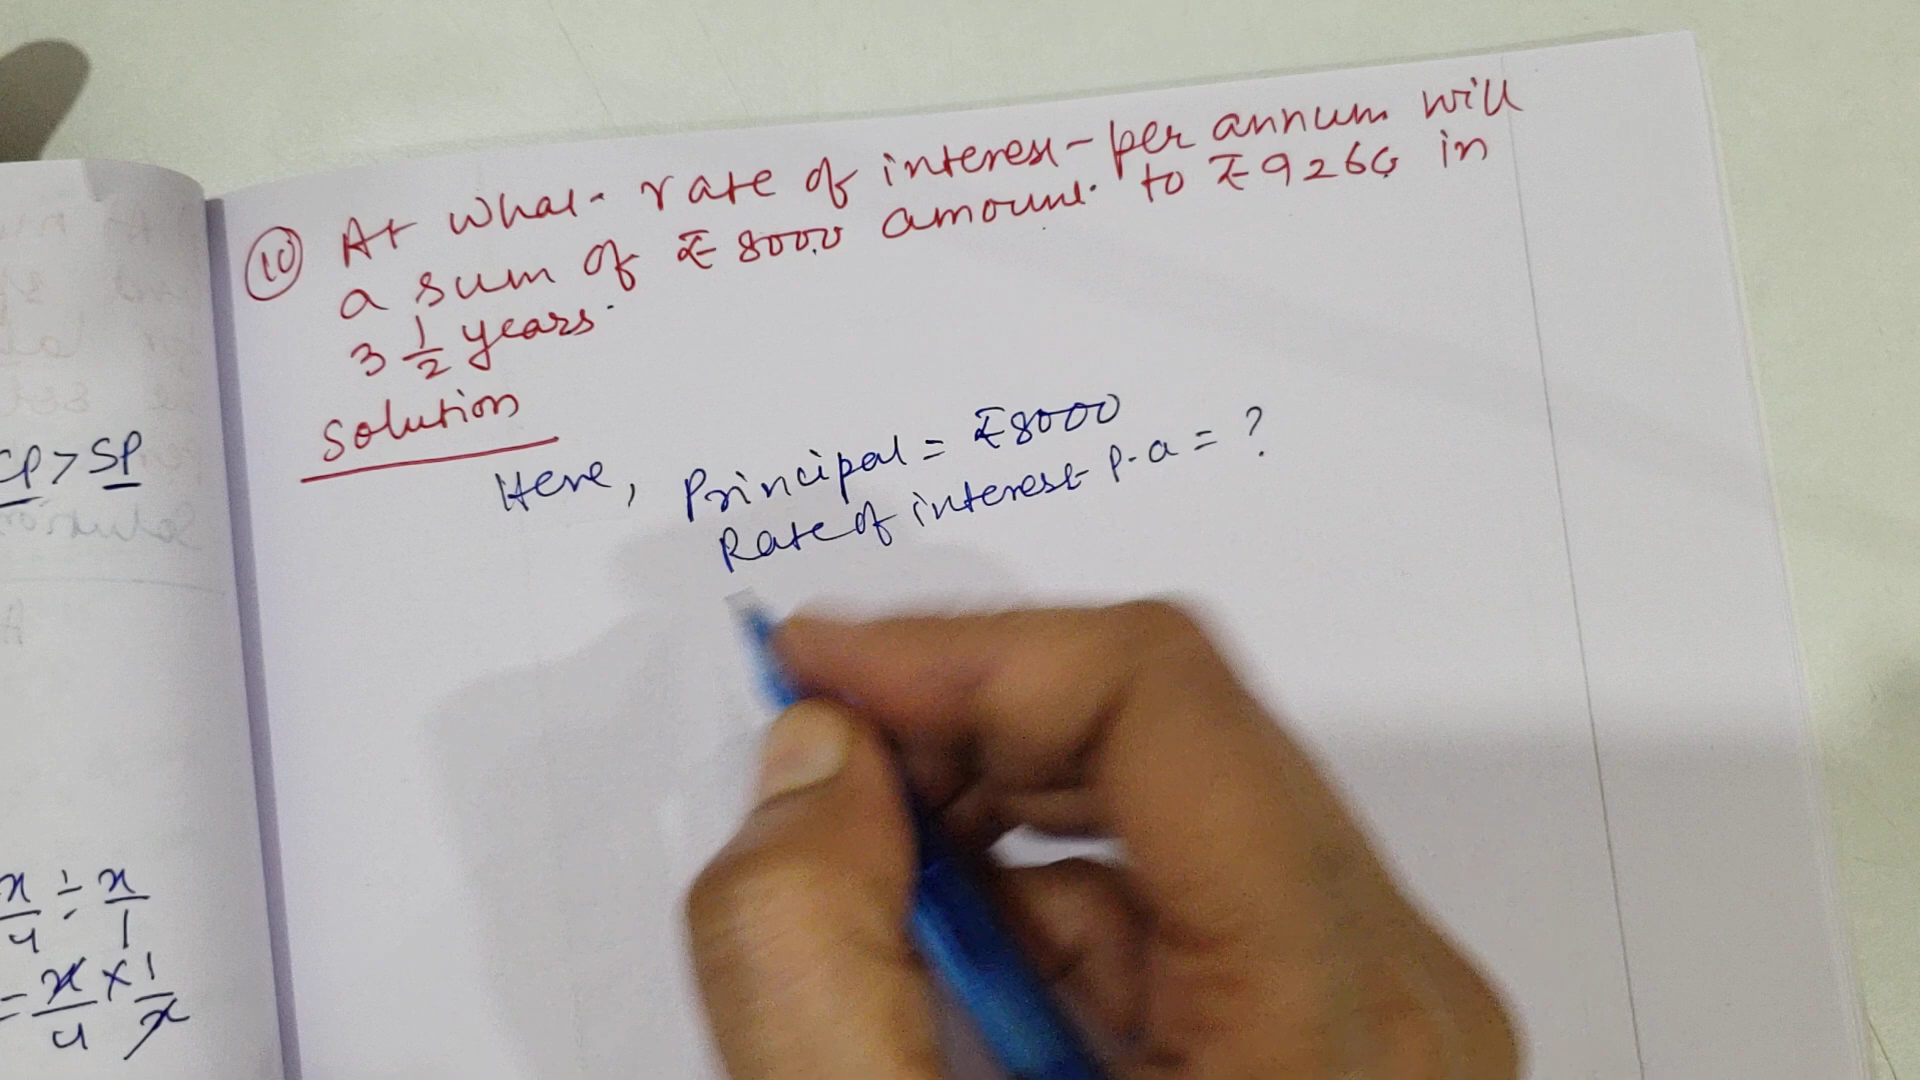 CP > SP
x/4 ÷ x/1
= x/4 × 1/x
(10) At what rate of interest per annum will
a sum of ₹ 8000 amount to ₹ 9260 in
3 1/2 years.
Solution
Here, Principal = ₹8000
Rate of interest p.a = ?